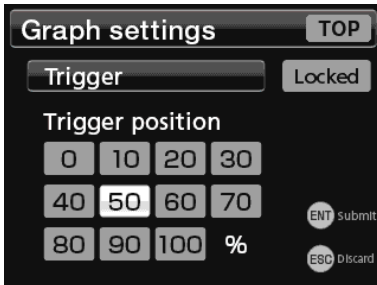 Graph settings TOP
Trigger Locked
Trigger position
0 10 20 30
40 50 60 70
80 90 100 %
ENT Submit
ESC Discard